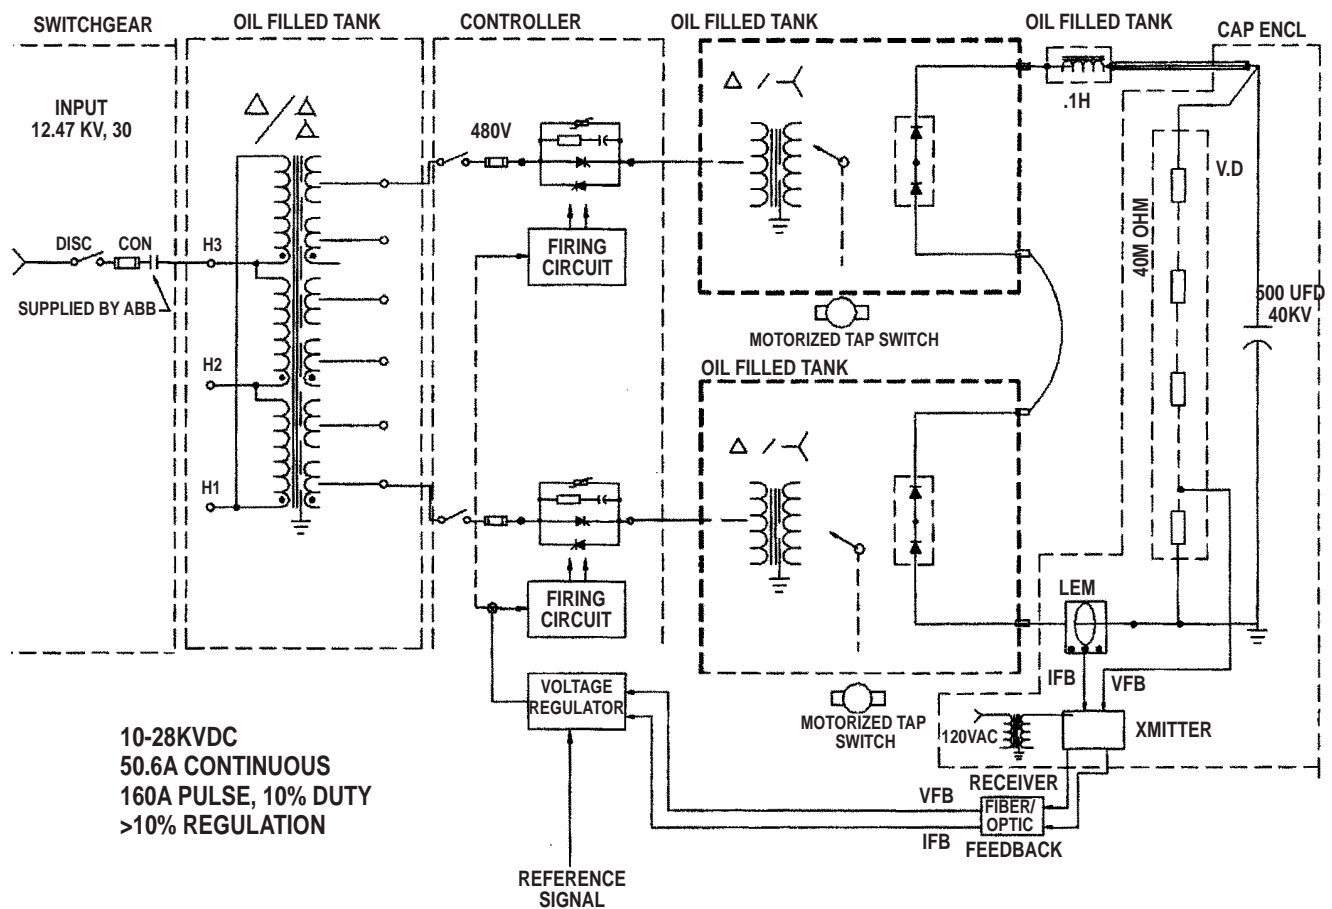 SWITCHGEAR
OIL FILLED TANK
CONTROLLER
OIL FILLED TANK
OIL FILLED TANK
CAP ENCL
INPUT
12.47 KV, 30
480V
.1H
V.D
40M OHM
DISC
CON
H3
FIRING
CIRCUIT
SUPPLIED BY ABB
500 UFD
40KV
MOTORIZED TAP SWITCH
H2
OIL FILLED TANK
H1
FIRING
CIRCUIT
LEM
IFB
VFB
VOLTAGE
REGULATOR
MOTORIZED TAP
SWITCH
120VAC
XMITTER
10-28KVDC
50.6A CONTINUOUS
160A PULSE, 10% DUTY
>10% REGULATION
RECEIVER
VFB
FIBER/
OPTIC
IFB
FEEDBACK
REFERENCE
SIGNAL